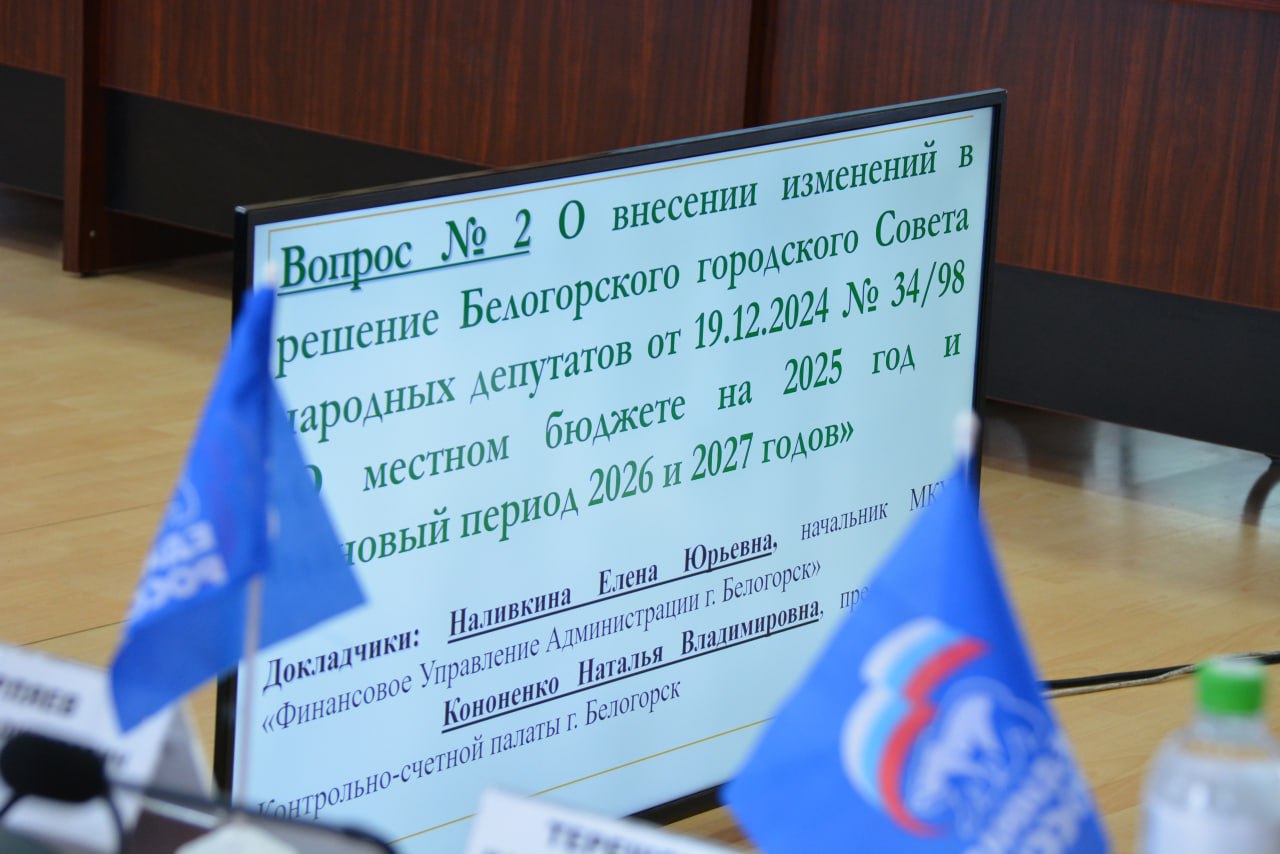 Вопрос № 2 О внесении изменений в
решение Белогорского городского Совета
народных депутатов от 19.12.2024 № 34/98
местном бюджете на 2025 год и
новый период 2026 и 2027 годов»
Докладчики: Наливкина Елена Юрьевна, начальник МКУ
«Финансовое Управление Администрации г. Белогорск»
Кононенко Наталья Владимировна,
Контрольно-счетной палаты г. Белогорск